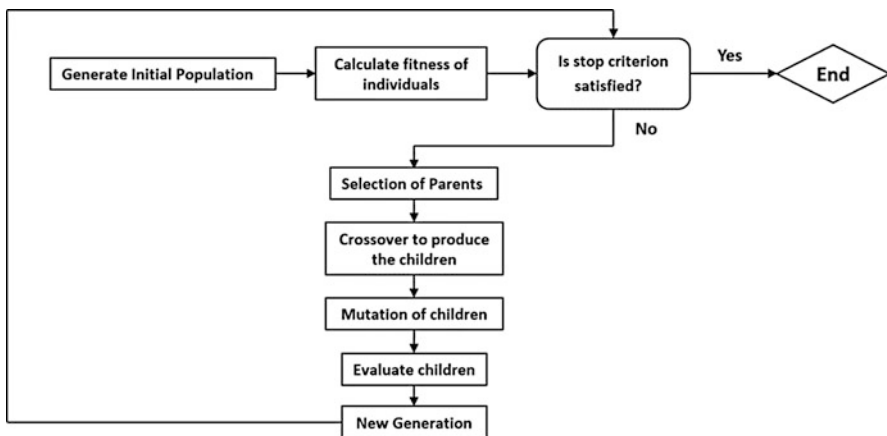 Generate Initial Population
Calculate fitness of
individuals
Is stop criterion
satisfied?
Yes
End
No
Selection of Parents
Crossover to produce
the children
Mutation of children
Evaluate children
New Generation